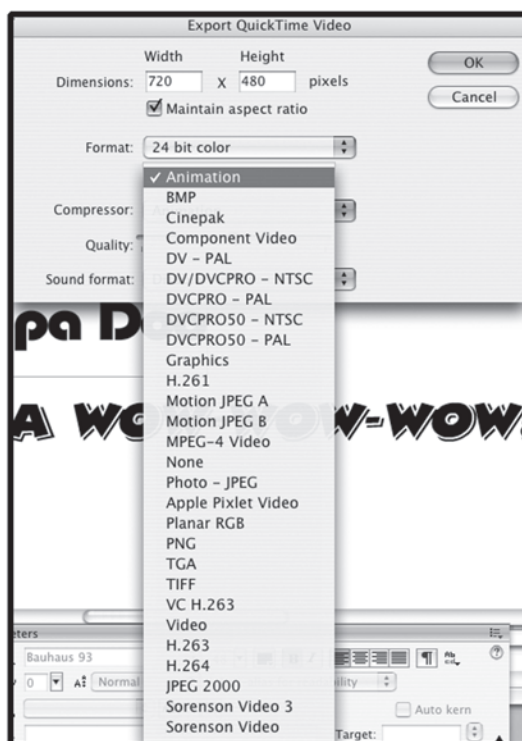 Export QuickTime Video
Width Height
Dimensions: 720 x 480 pixels
Maintain aspect ratio
OK
Cancel
Format: 24 bit color
Compressor:
Quality:
Sound format:
✓ Animation
BMP
Cinepak
Component Video
DV – PAL
DV/DVCPRO – NTSC
DVCPRO – PAL
DVCPRO50 – NTSC
DVCPRO50 – PAL
Graphics
H.261
Motion JPEG A
Motion JPEG B
MPEG-4 Video
None
Photo – JPEG
Apple Pixlet Video
Planar RGB
PNG
TGA
TIFF
VC H.263
Video
H.263
H.264
JPEG 2000
Sorenson Video 3
Sorenson Video
pa D
A WO WOW-WOW
eters
Bauhaus 93
0 Normal
Auto kern
Target: